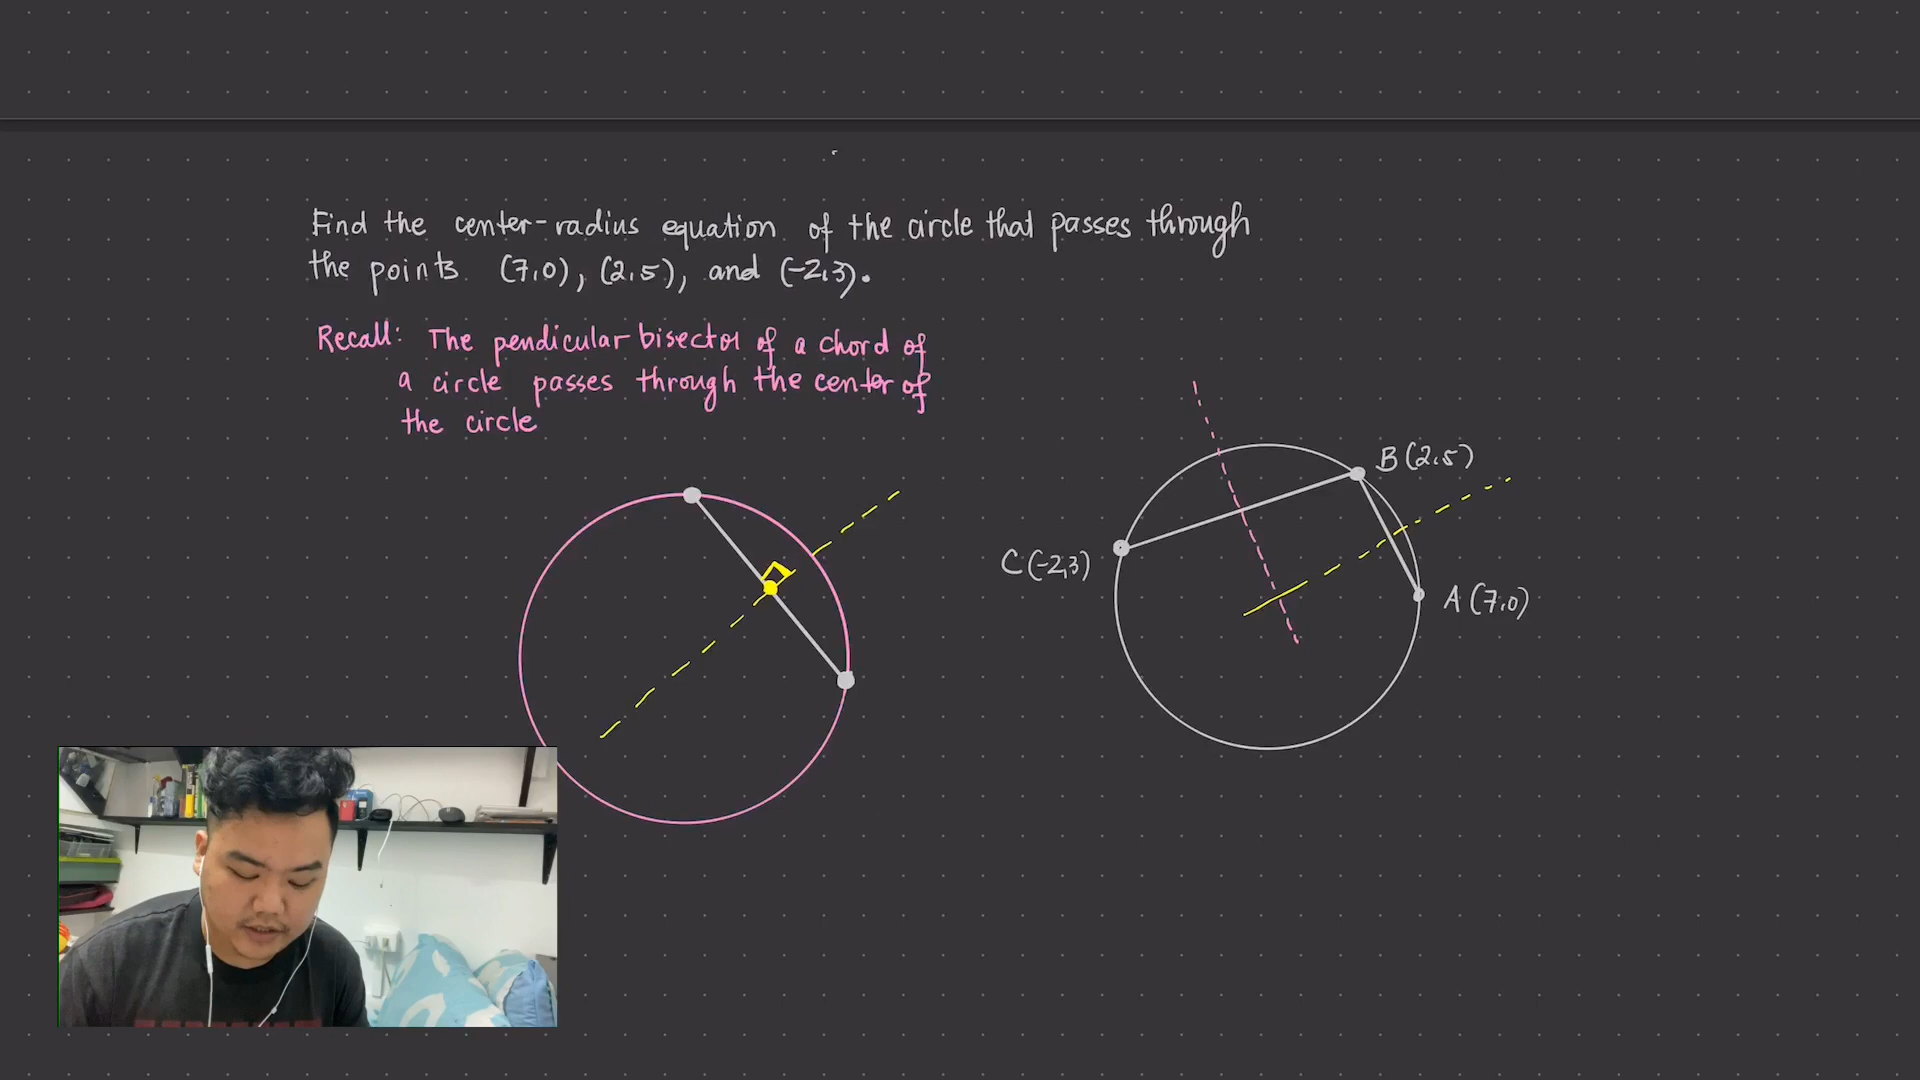 Find the center-radius equation of the circle that passes through
the points (7,0), (2,5), and (-2,3).
Recall: The pendicular bisector of a chord of
a circle passes through the center of
the circle
B(2,5)
C(-2,3)
A(7,0)